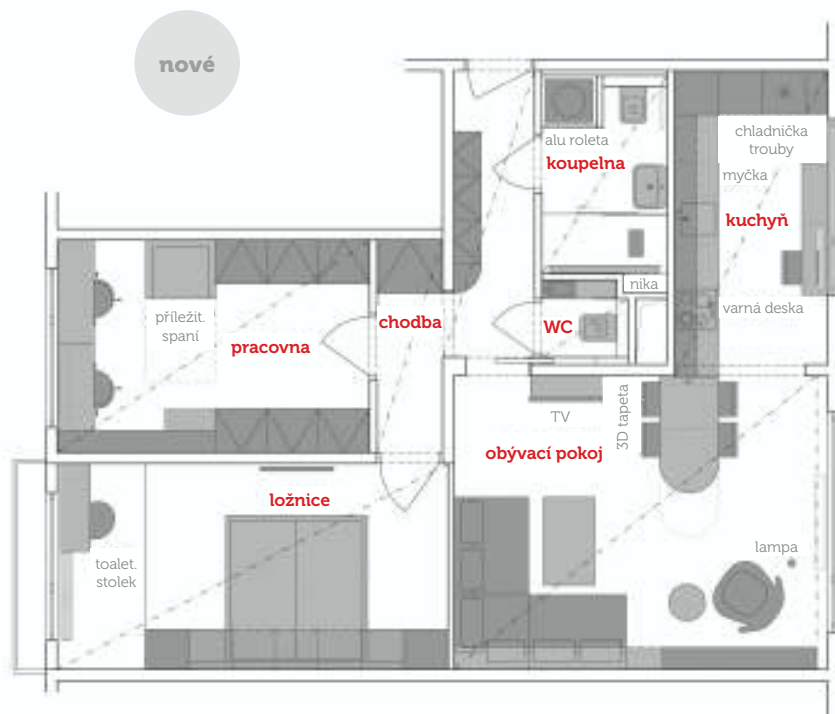 nové
chladnička
trouby
alu roleta
koupelna
myčka
kuchyň
nika
příležit.
spaní
chodba
WC
varná deska
pracovna
TV
3D tapeta
obývací pokoj
ložnice
lampa
toalet.
stolek